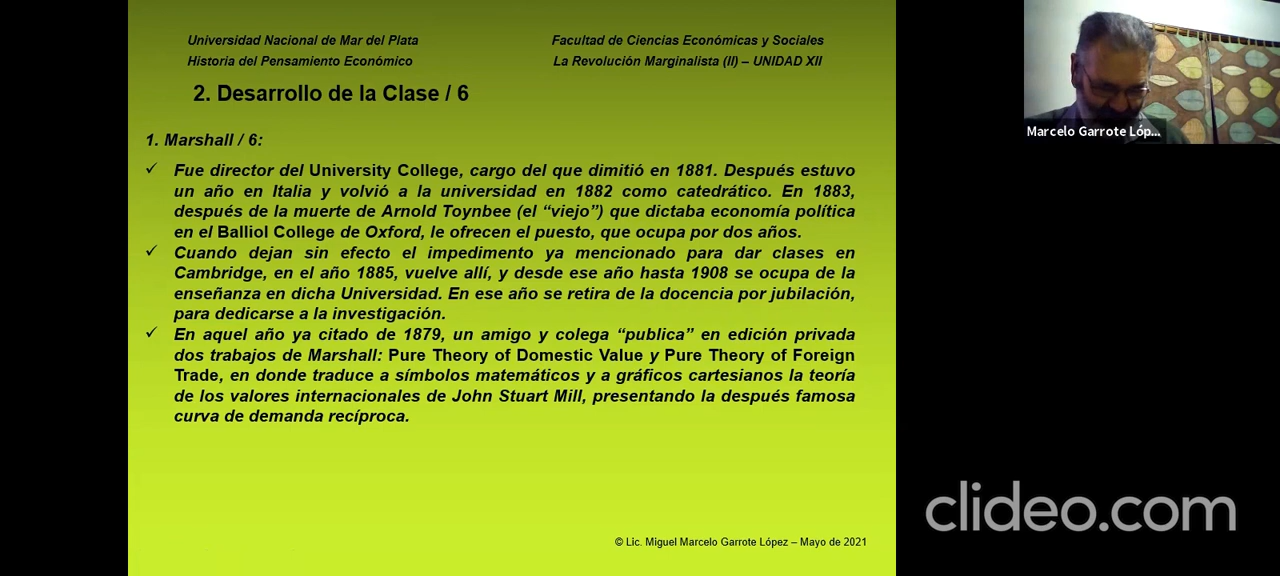 Universidad Nacional de Mar del Plata
Facultad de Ciencias Económicas y Sociales
Historia del Pensamiento Económico
La Revolución Marginalista (II) – UNIDAD XII
2. Desarrollo de la Clase / 6
1. Marshall / 6:
✓ Fue director del University College, cargo del que dimitió en 1881. Después estuvo
un año en Italia y volvió a la universidad en 1882 como catedrático. En 1883,
después de la muerte de Arnold Toynbee (el “viejo”) que dictaba economía política
en el Balliol College de Oxford, le ofrecen el puesto, que ocupa por dos años.
✓ Cuando dejan sin efecto el impedimento ya mencionado para dar clases en
Cambridge, en el año 1885, vuelve allí, y desde ese año hasta 1908 se ocupa de la
enseñanza en dicha Universidad. En ese año se retira de la docencia por jubilación,
para dedicarse a la investigación.
✓ En aquel año ya citado de 1879, un amigo y colega “publica” en edición privada
dos trabajos de Marshall: Pure Theory of Domestic Value y Pure Theory of Foreign
Trade, en donde traduce a símbolos matemáticos y a gráficos cartesianos la teoría
de los valores internacionales de John Stuart Mill, presentando la después famosa
curva de demanda recíproca.
© Lic. Miguel Marcelo Garrote López – Mayo de 2021
Marcelo Garrote Lóp...
clideo.com